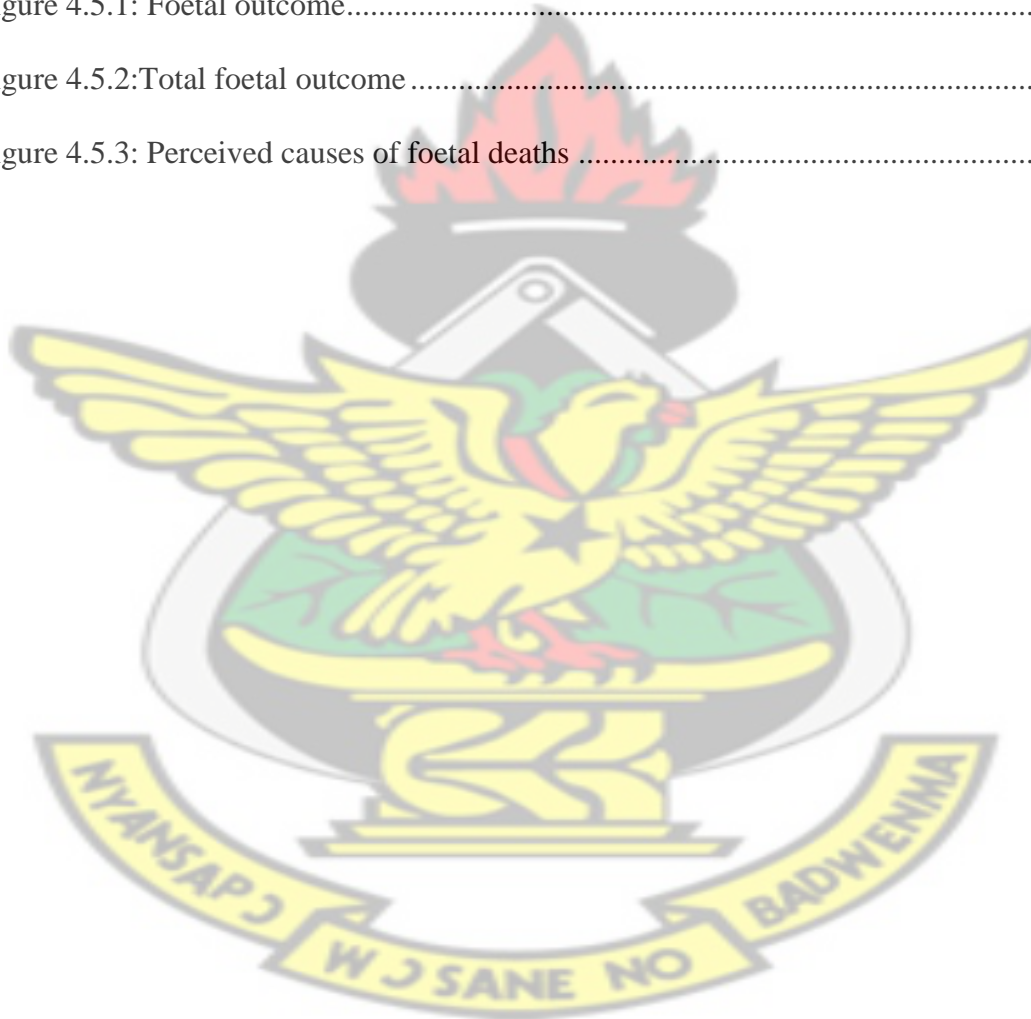 gure 4.5.1: Foetal outcome....................................................................................
gure 4.5.2:Total foetal outcome ............................................................................
gure 4.5.3: Perceived causes of foetal deaths .........................................................
NYANSAPƆ
WƆSANE NO
BADWENMA